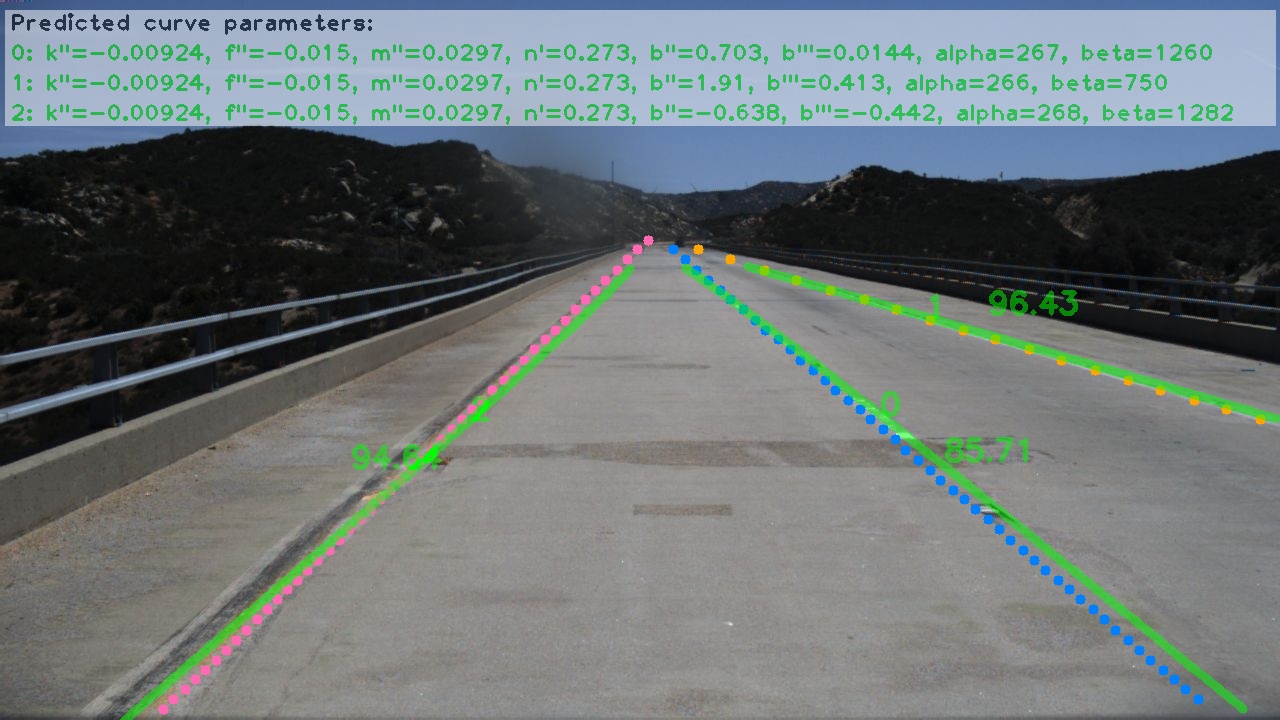 Predicted curve parameters:
0: k''=-0.00924, f''=-0.015, m''=0.0297, n'=0.273, b''=0.703, b'''=0.0144, alpha=267, beta=1260
1: k''=-0.00924, f''=-0.015, m''=0.0297, n'=0.273, b''=1.91, b'''=0.413, alpha=266, beta=750
2: k''=-0.00924, f''=-0.015, m''=0.0297, n'=0.273, b''=-0.638, b'''=-0.442, alpha=268, beta=1282
1 96.43
0
85.71